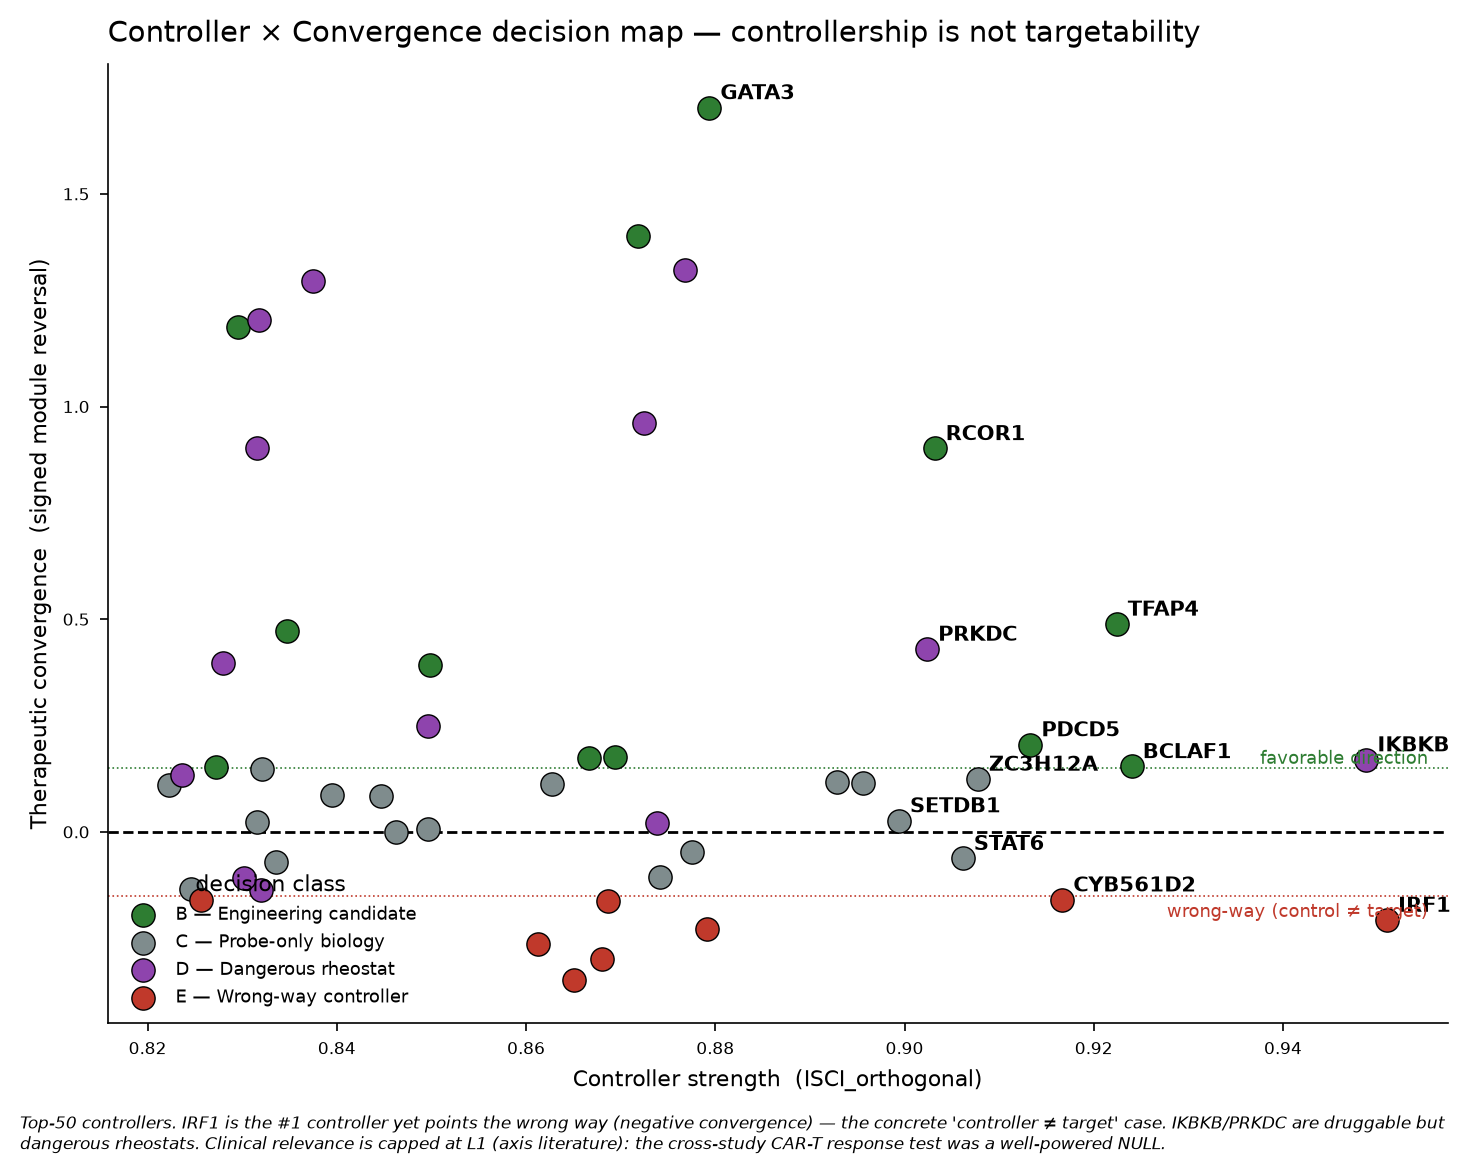 Controller × Convergence decision map — controllership is not targetability
GATA3
1.5
1.0
RCOR1
0.5
TFAP4
PRKDC
PDCD5
BCLAF1
IKBKB
favorable direction
ZC3H12A
SETDB1
0.0
STAT6
CYB561D2
IRF1
wrong-way (control ≠ target)
Therapeutic convergence (signed module reversal)
decision class
B — Engineering candidate
C — Probe-only biology
D — Dangerous rheostat
E — Wrong-way controller
0.82 0.84 0.86 0.88 0.90 0.92 0.94
Controller strength (ISCI_orthogonal)
Top-50 controllers. IRF1 is the #1 controller yet points the wrong way (negative convergence) — the concrete 'controller ≠ target' case. IKBKB/PRKDC are druggable but
dangerous rheostats. Clinical relevance is capped at L1 (axis literature): the cross-study CAR-T response test was a well-powered NULL.